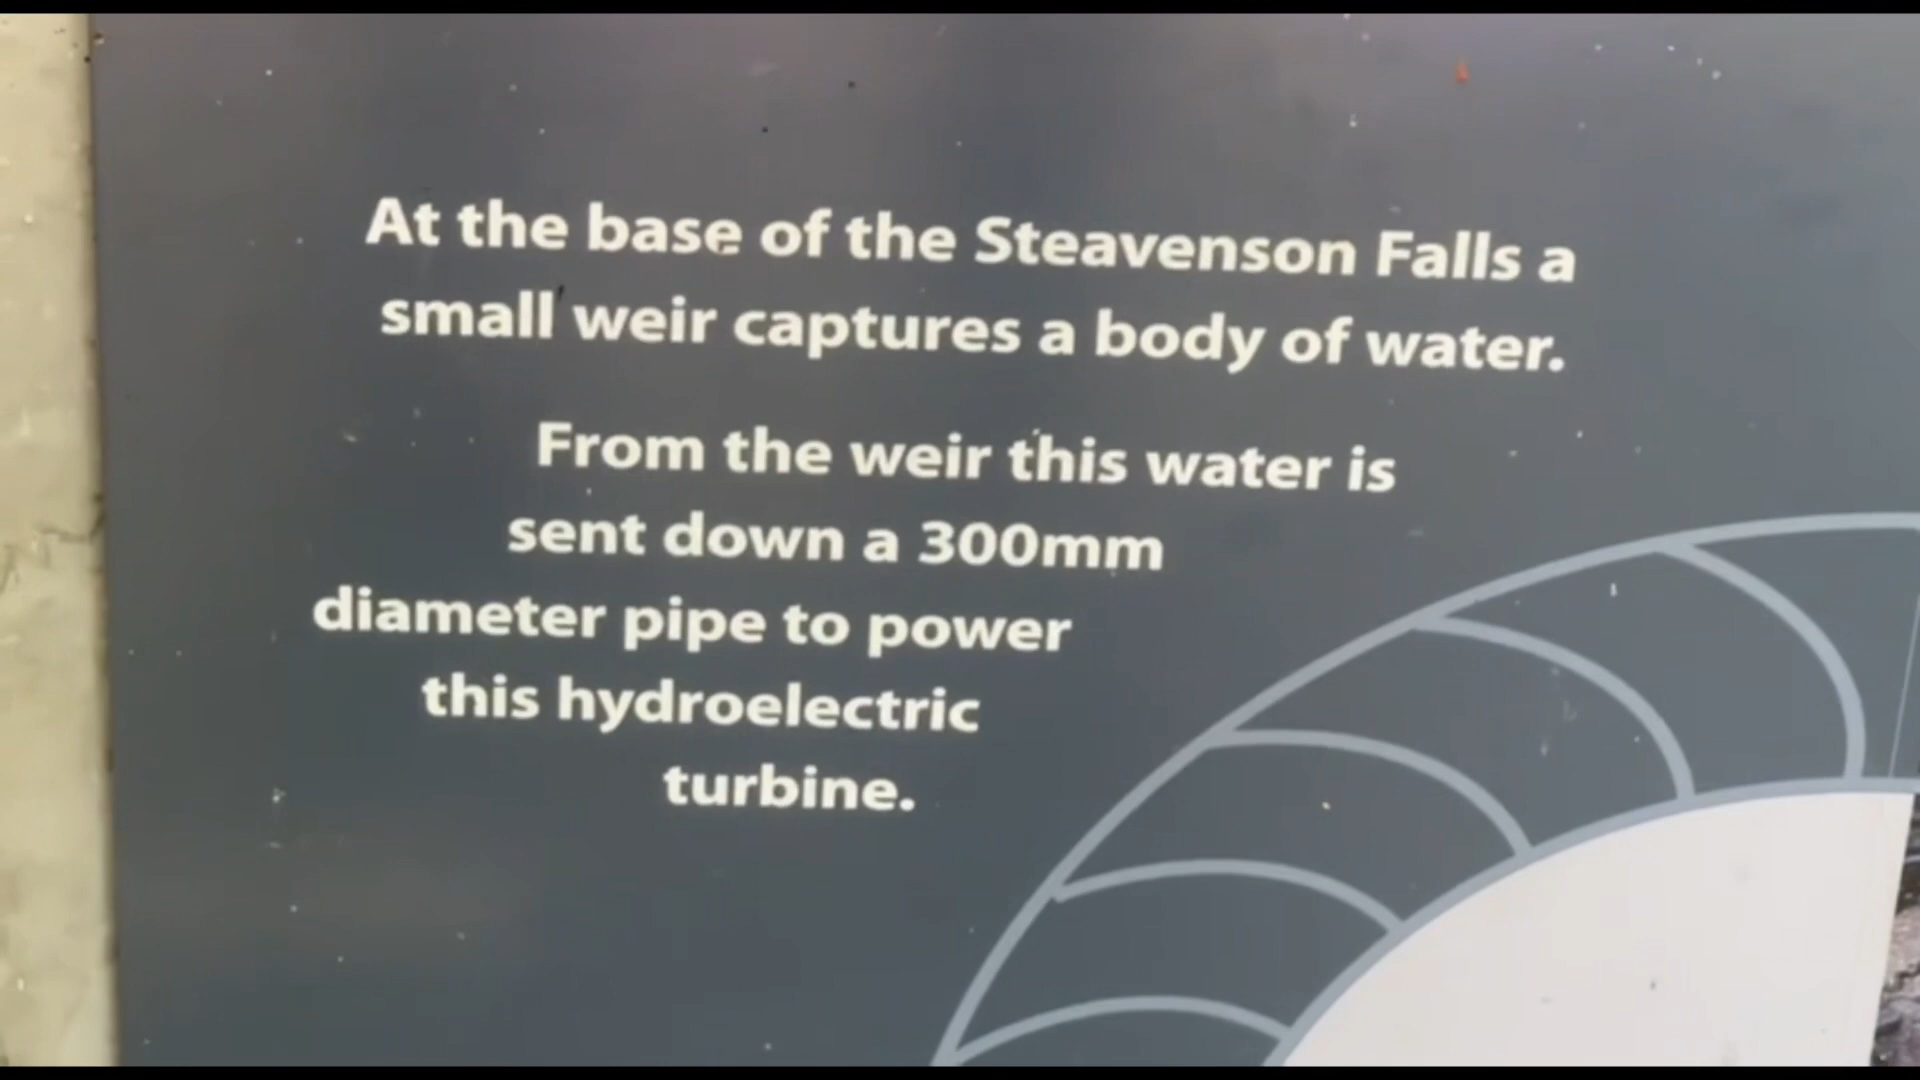 At the base of the Steavenson Falls a
small weir captures a body of water.
From the weir this water is
sent down a 300mm
diameter pipe to power
this hydroelectric
turbine.